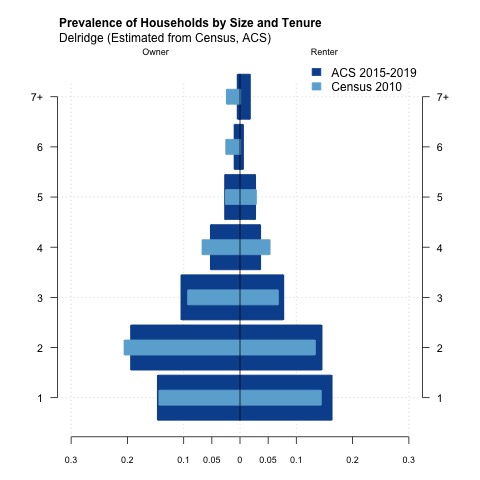 Prevalence of Households by Size and Tenure
Delridge (Estimated from Census, ACS)
Owner Renter
ACS 2015-2019
Census 2010
7+ 7+
6 6
5 5
4 4
3 3
2 2
1 1
0.3 0.2 0.1 0.05 0 0.05 0.1 0.2 0.3